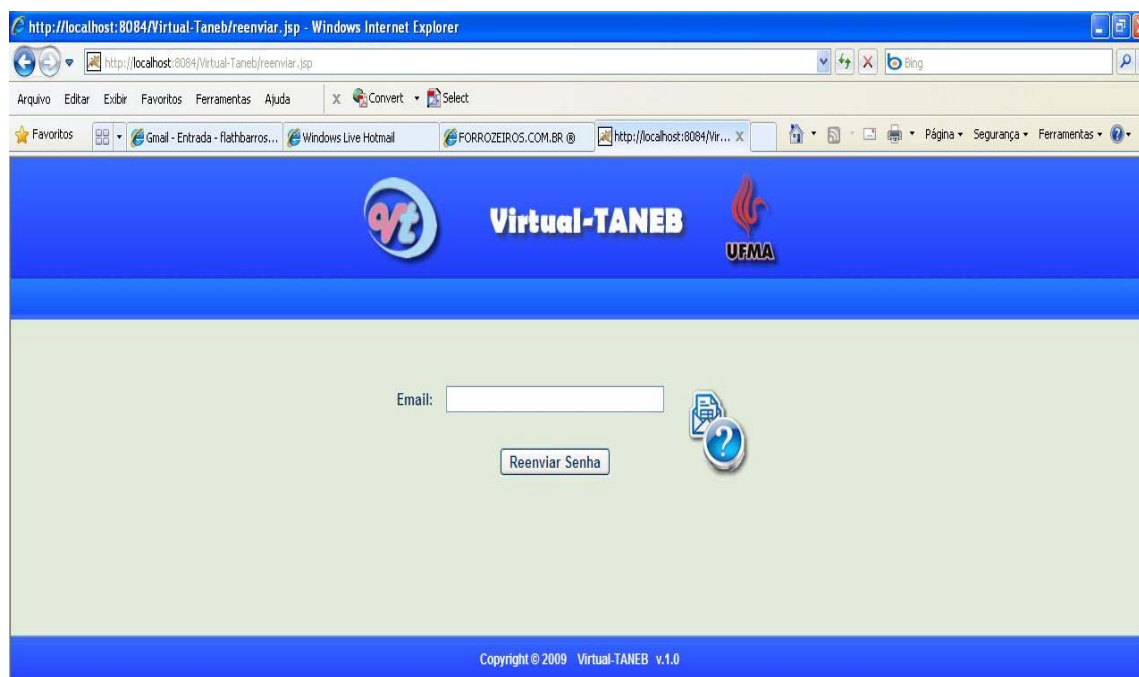 http://localhost:8084/Virtual-Taneb/reenviar.jsp - Windows Internet Explorer
http://localhost:8084/Virtual-Taneb/reenviar.jsp Bing
Arquivo Editar Exibir Favoritos Ferramentas Ajuda x Convert Select
Favoritos Gmail - Entrada - flathbarros... Windows Live Hotmail FORROZEIROS.COM.BR ® http://localhost:8084/Vir... X Página Segurança Ferramentas
Vt Virtual-TANEB UFMA
Email:
Reenviar Senha
Copyright © 2009 Virtual-TANEB v.1.0